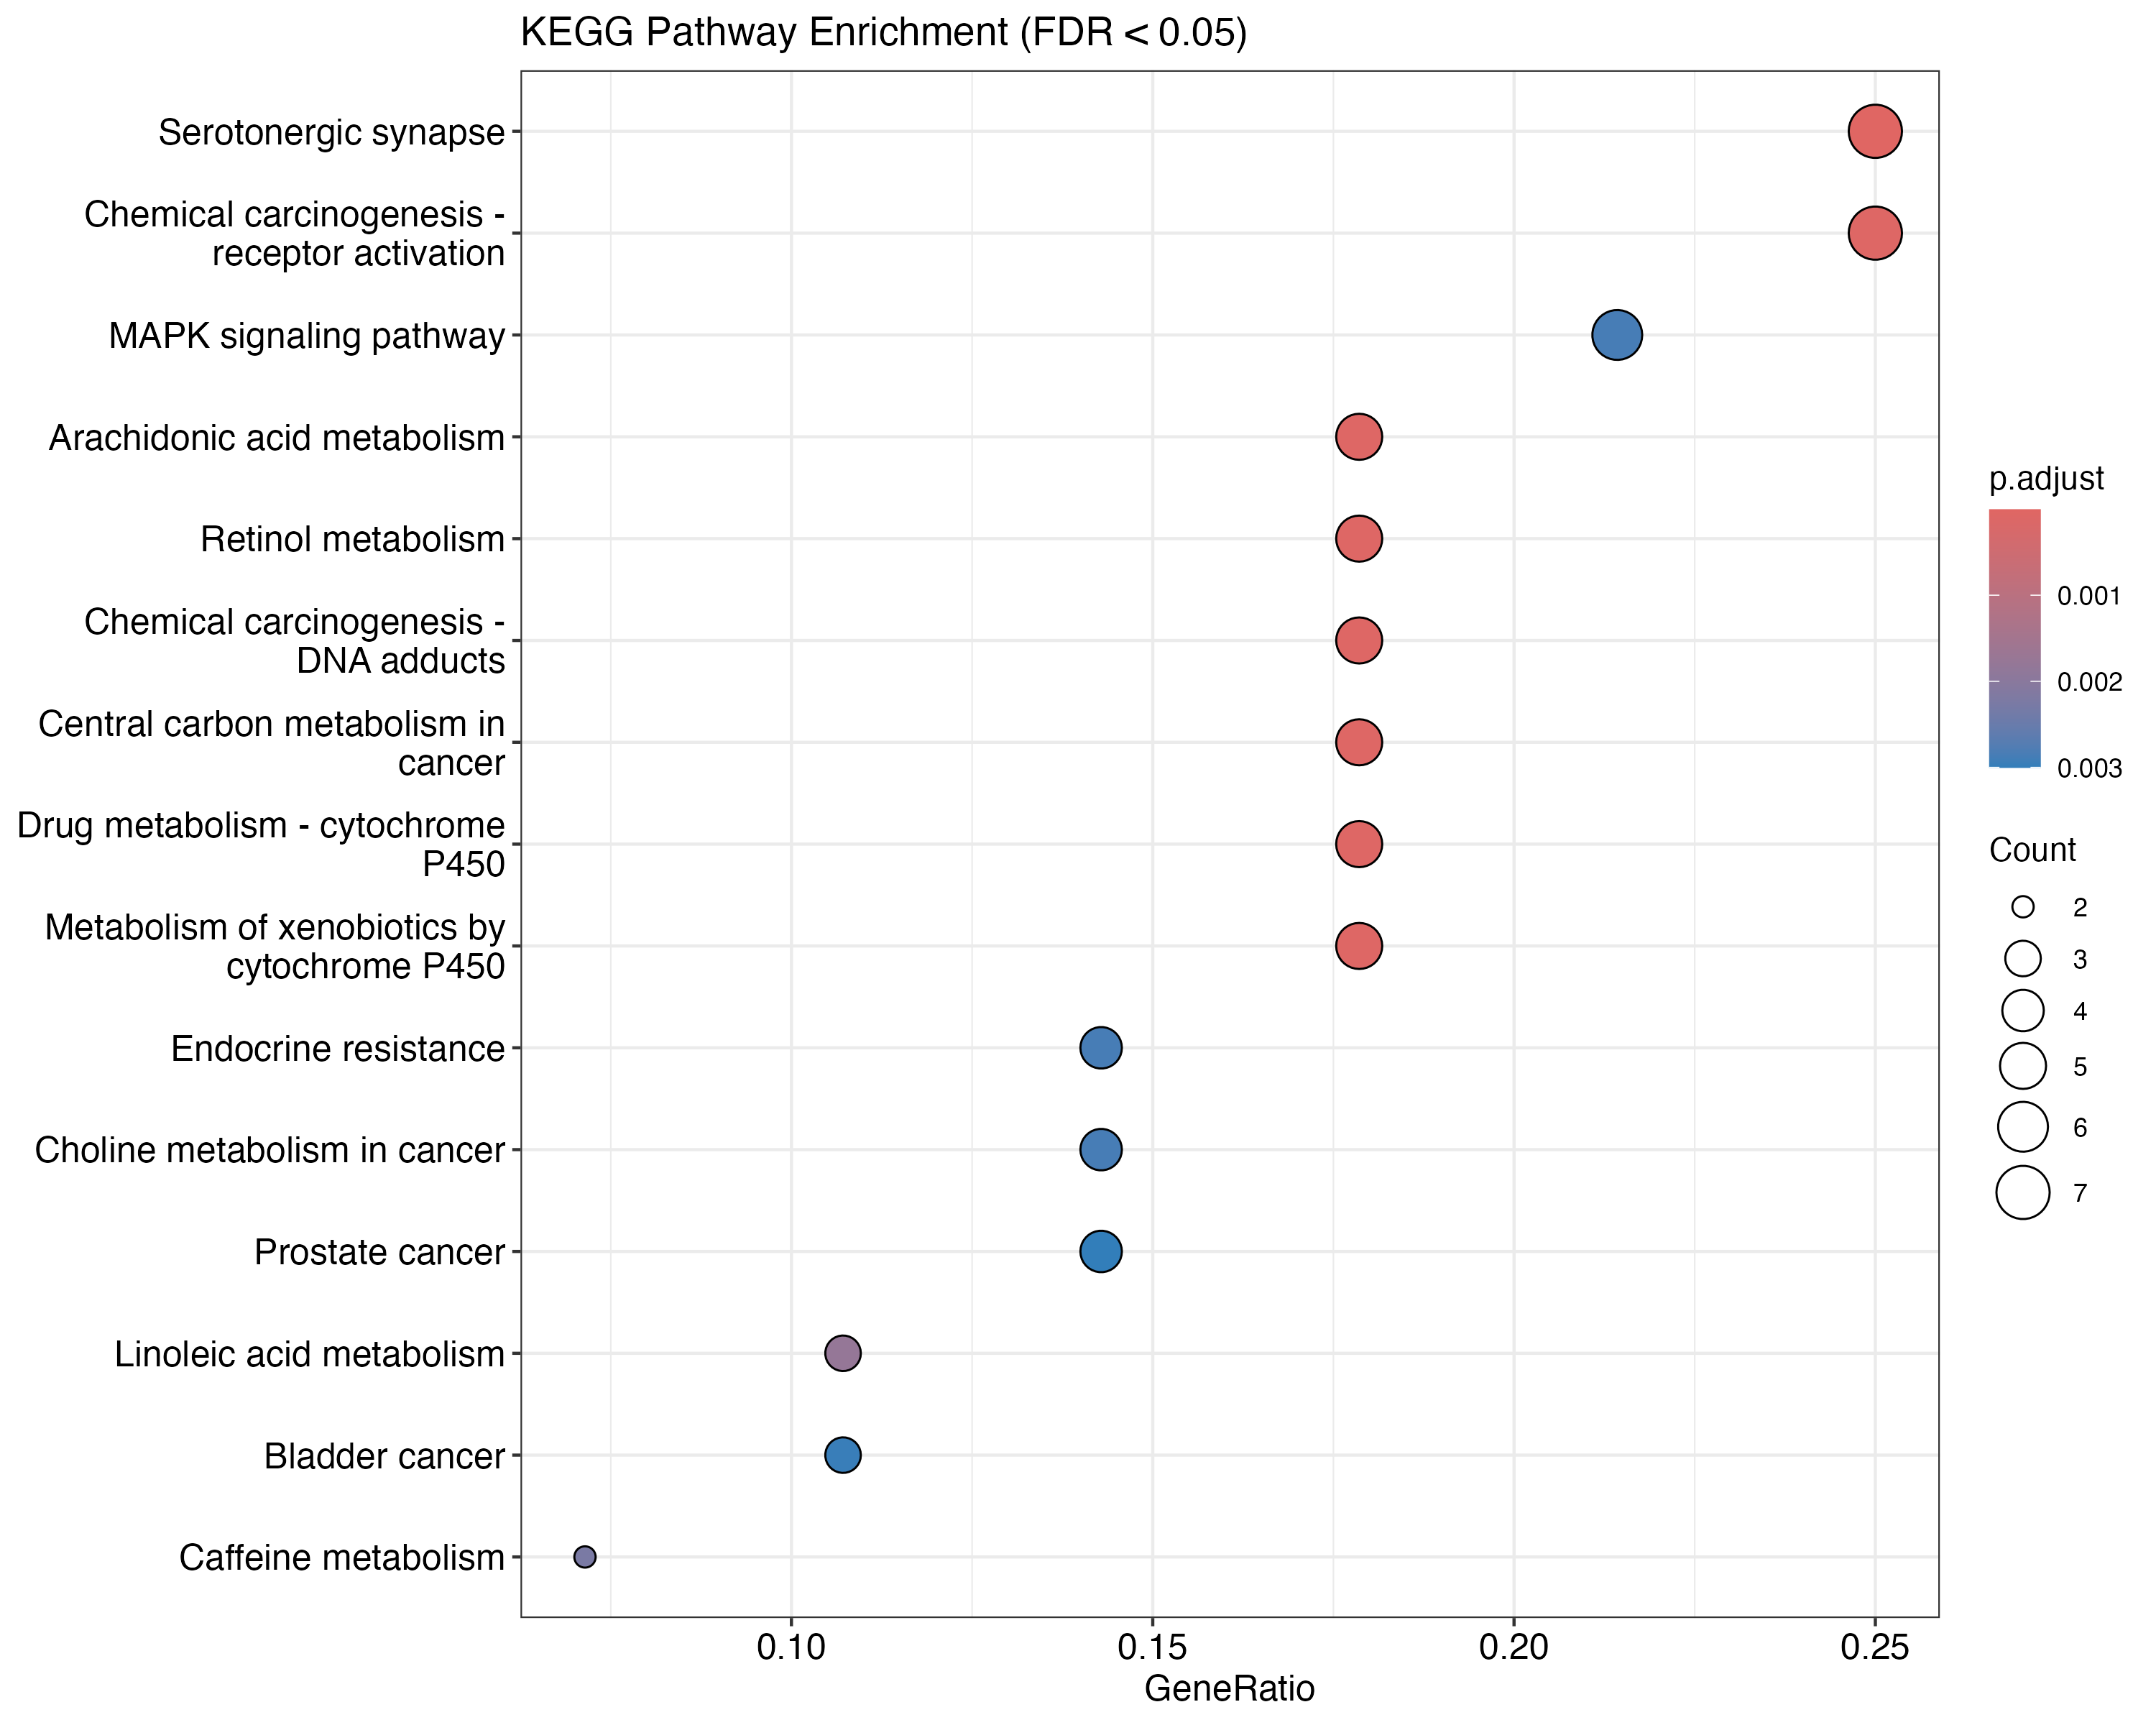 KEGG Pathway Enrichment (FDR < 0.05)
Serotonergic synapse
Chemical carcinogenesis -
receptor activation
MAPK signaling pathway
Arachidonic acid metabolism
Retinol metabolism
Chemical carcinogenesis -
DNA adducts
Central carbon metabolism in
cancer
Drug metabolism - cytochrome
P450
Metabolism of xenobiotics by
cytochrome P450
Endocrine resistance
Choline metabolism in cancer
Prostate cancer
Linoleic acid metabolism
Bladder cancer
Caffeine metabolism
0.10 0.15 0.20 0.25
GeneRatio
p.adjust
0.001
0.002
0.003
Count
2
3
4
5
6
7